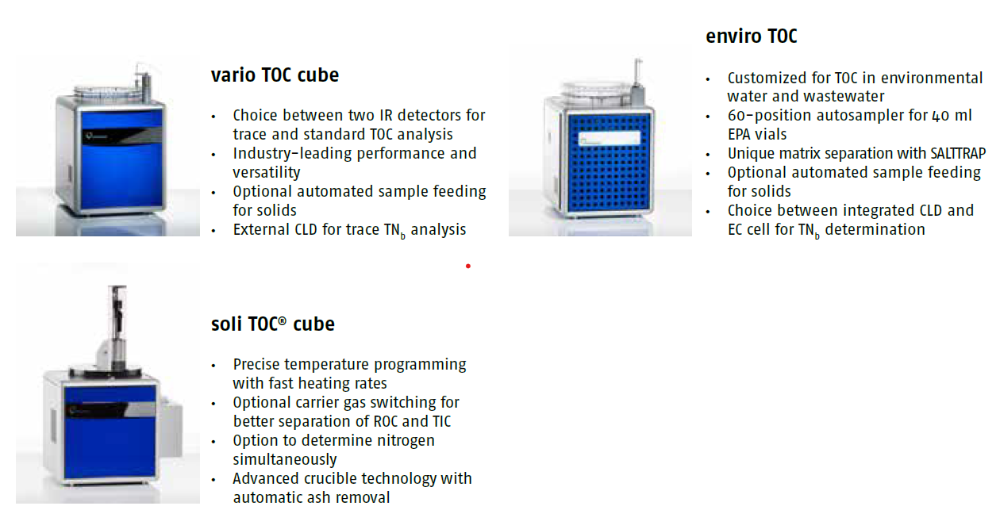 vario TOC cube
• Choice between two IR detectors for
trace and standard TOC analysis
• Industry-leading performance and
versatility
• Optional automated sample feeding
for solids
• External CLD for trace TNb analysis
enviro TOC
• Customized for TOC in environmental
water and wastewater
• 60-position autosampler for 40 ml
EPA vials
• Unique matrix separation with SALTTRAP
• Optional automated sample feeding
for solids
• Choice between integrated CLD and
EC cell for TNb determination
soli TOC® cube
• Precise temperature programming
with fast heating rates
• Optional carrier gas switching for
better separation of ROC and TIC
• Option to determine nitrogen
simultaneously
• Advanced crucible technology with
automatic ash removal